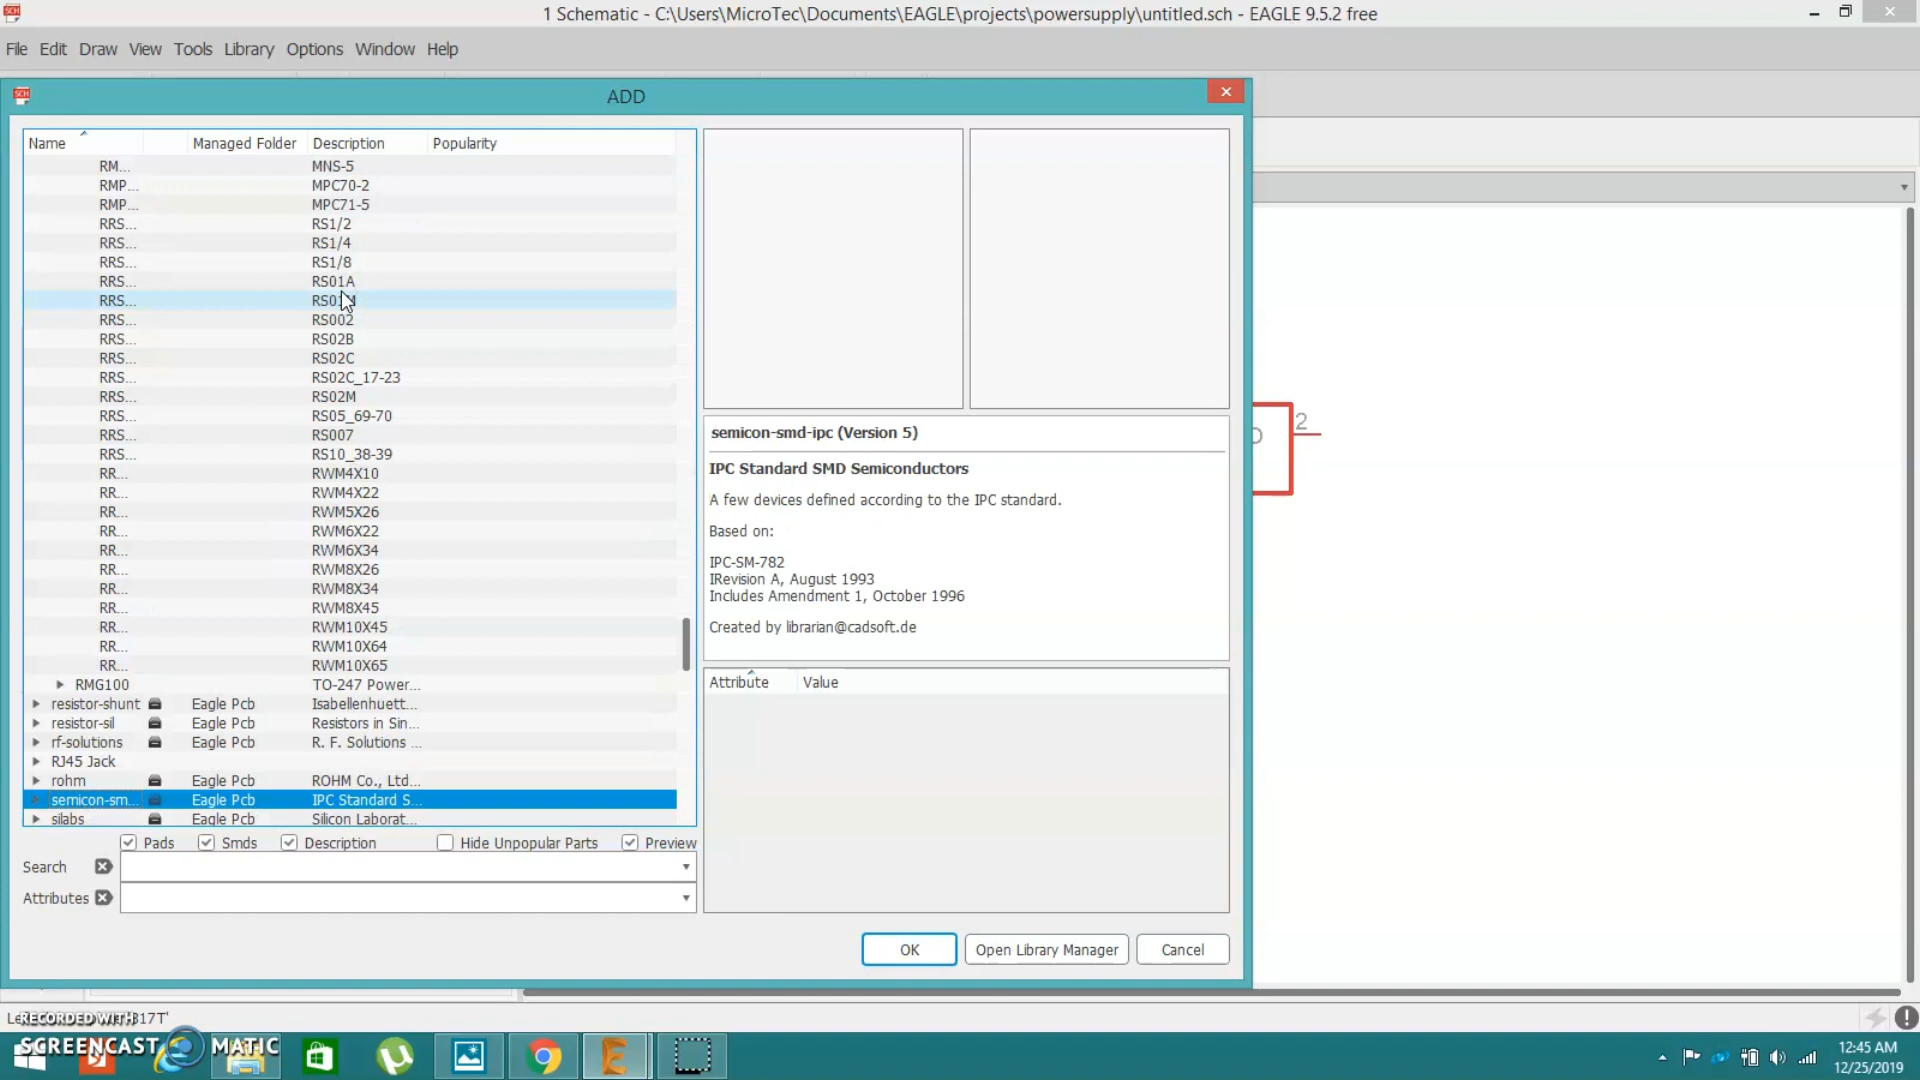 1 Schematic - C:\Users\MicroTec\Documents\EAGLE\projects\powersupply\untitled.sch - EAGLE 9.5.2 free
File Edit Draw View Tools Library Options Window Help
ADD
Name Managed Folder Description Popularity
RM... MNS-5
RMP... MPC70-2
RMP... MPC71-5
RRS... RS1/2
RRS... RS1/4
RRS... RS1/8
RRS... RS01A
RRS...
RRS... RS002
RRS... RS02B
RRS... RS02C
RRS... RS02C_17-23
RRS... RS02M
RRS... RS05_69-70
RRS... RS007
RRS... RS10_38-39
RR... RWM4X10
RR... RWM4X22
RR... RWM5X26
RR... RWM6X22
RR... RWM6X34
RR... RWM8X26
RR... RWM8X34
RR... RWM8X45
RR... RWM10X45
RR... RWM10X64
RR... RWM10X65
RMG100 TO-247 Power...
resistor-shunt Eagle Pcb Isabellenhuett...
resistor-sil Eagle Pcb Resistors in Sin...
rf-solutions Eagle Pcb R. F. Solutions ...
RJ45 Jack
rohm Eagle Pcb ROHM Co., Ltd...
semicon-sm... Eagle Pcb IPC Standard S...
silabs Eagle Pcb Silicon Laborat...
Pads Smds Description Hide Unpopular Parts Preview
Search
Attributes
semicon-smd-ipc (Version 5)
IPC Standard SMD Semiconductors
A few devices defined according to the IPC standard.
Based on:
IPC-SM-782
IRevision A, August 1993
Includes Amendment 1, October 1996
Created by librarian@cadsoft.de
Attribute Value
OK Open Library Manager Cancel
2
RECORDED WITH
SCREENCAST MATIC
12:45 AM
12/25/2019